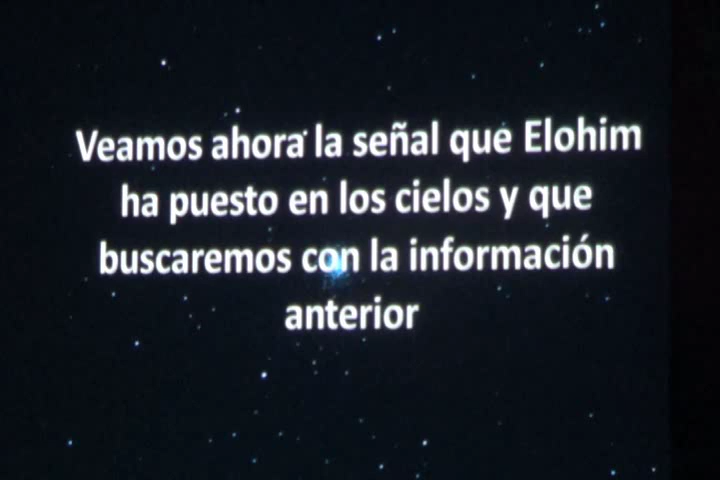 Veamos ahora la señal que Elohim
ha puesto en los cielos y que
buscaremos con la información
anterior